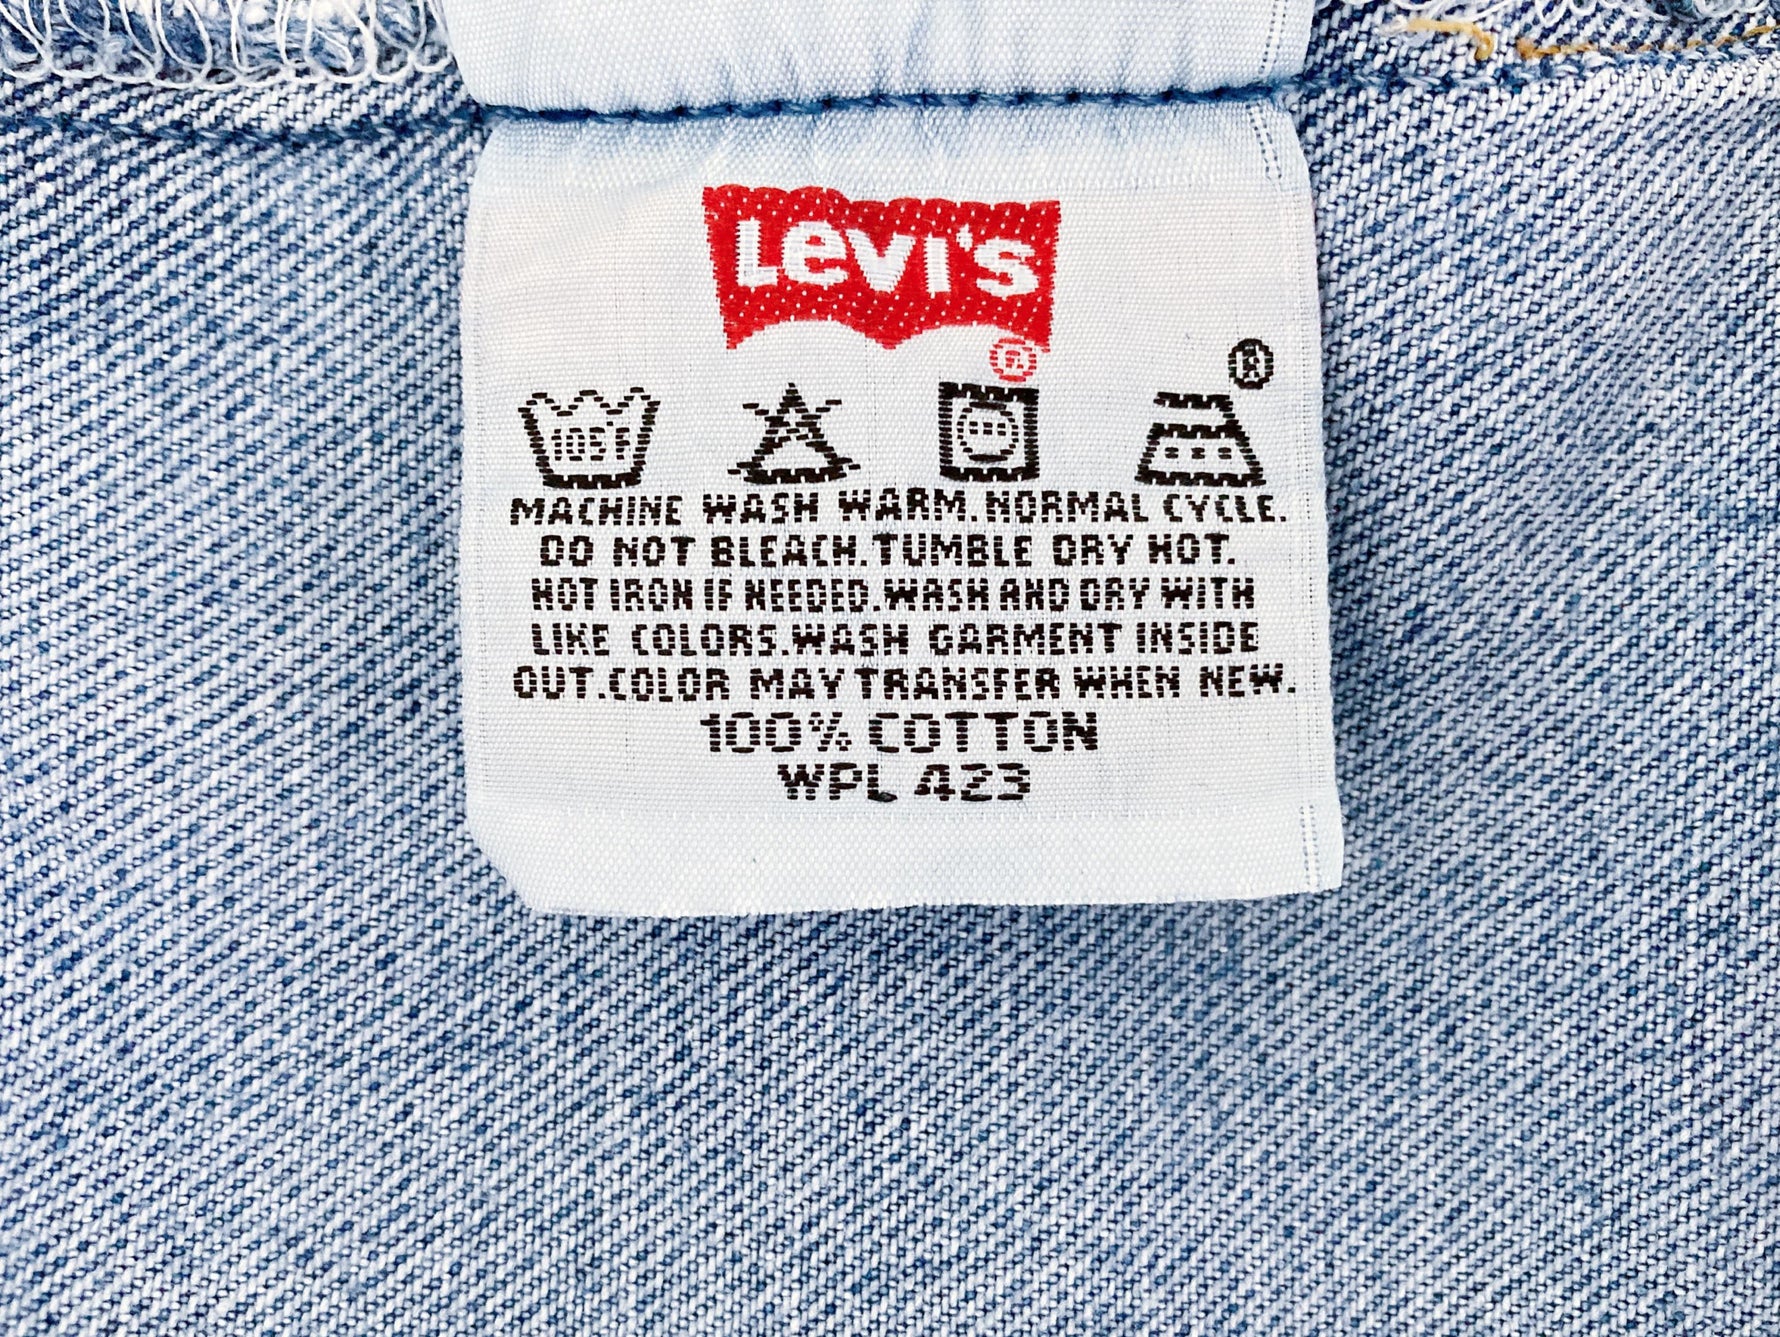 Levi's
®
®
105°F
MACHINE WASH WARM. NORMAL CYCLE.
DO NOT BLEACH. TUMBLE DRY HOT.
HOT IRON IF NEEDED. WASH AND DRY WITH
LIKE COLORS. WASH GARMENT INSIDE
OUT. COLOR MAY TRANSFER WHEN NEW.
100% COTTON
WPL 423